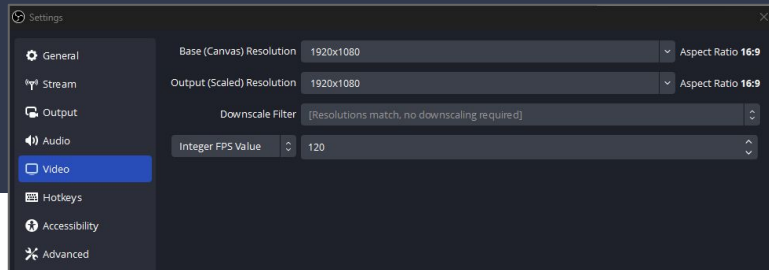 Settings
General
Stream
Output
Audio
Video
Hotkeys
Accessibility
Advanced
Base (Canvas) Resolution 1920x1080 Aspect Ratio 16:9
Output (Scaled) Resolution 1920x1080 Aspect Ratio 16:9
Downscale Filter [Resolutions match, no downscaling required]
Integer FPS Value 120